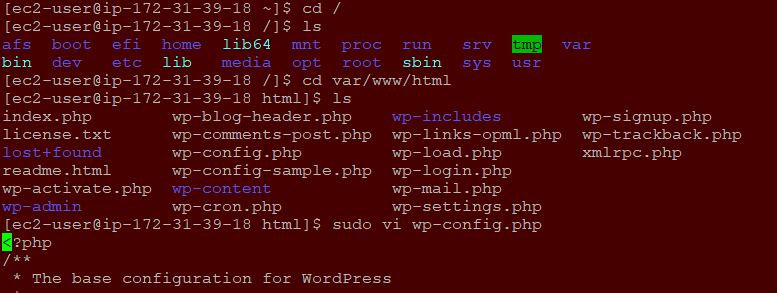 [ec2-user@ip-172-31-39-18 ~]$ cd /
[ec2-user@ip-172-31-39-18 /]$ ls
afs  boot  efi  home  lib64  mnt  proc  run  srv  tmp  var
bin  dev  etc  lib  media  opt  root  sbin  sys  usr
[ec2-user@ip-172-31-39-18 /]$ cd var/www/html
[ec2-user@ip-172-31-39-18 html]$ ls
index.php  wp-blog-header.php  wp-includes  wp-signup.php
license.txt  wp-comments-post.php  wp-links-opml.php  wp-trackback.php
lost+found  wp-config.php  wp-load.php  xmlrpc.php
readme.html  wp-config-sample.php  wp-login.php
wp-activate.php  wp-content  wp-mail.php
wp-admin  wp-cron.php  wp-settings.php
[ec2-user@ip-172-31-39-18 html]$ sudo vi wp-config.php
<?php
/**
 * The base configuration for WordPress